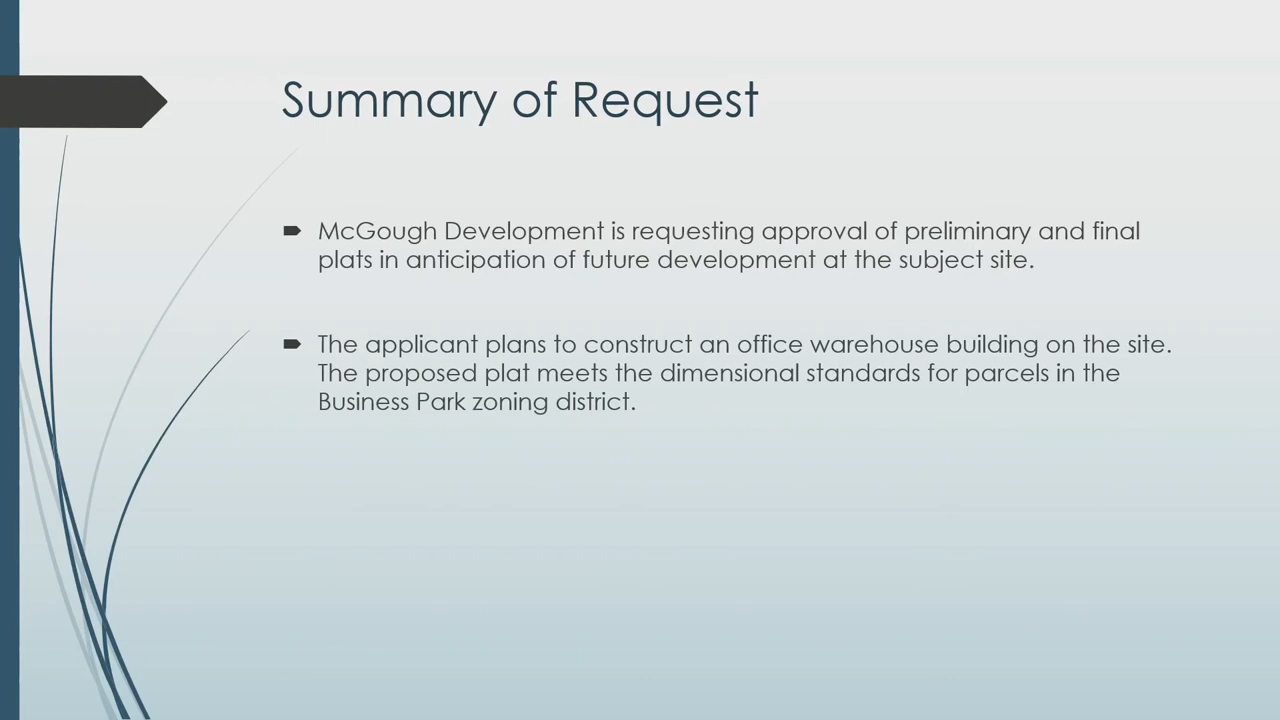 Summary of Request
McGough Development is requesting approval of preliminary and final
plats in anticipation of future development at the subject site.
The applicant plans to construct an office warehouse building on the site.
The proposed plat meets the dimensional standards for parcels in the
Business Park zoning district.